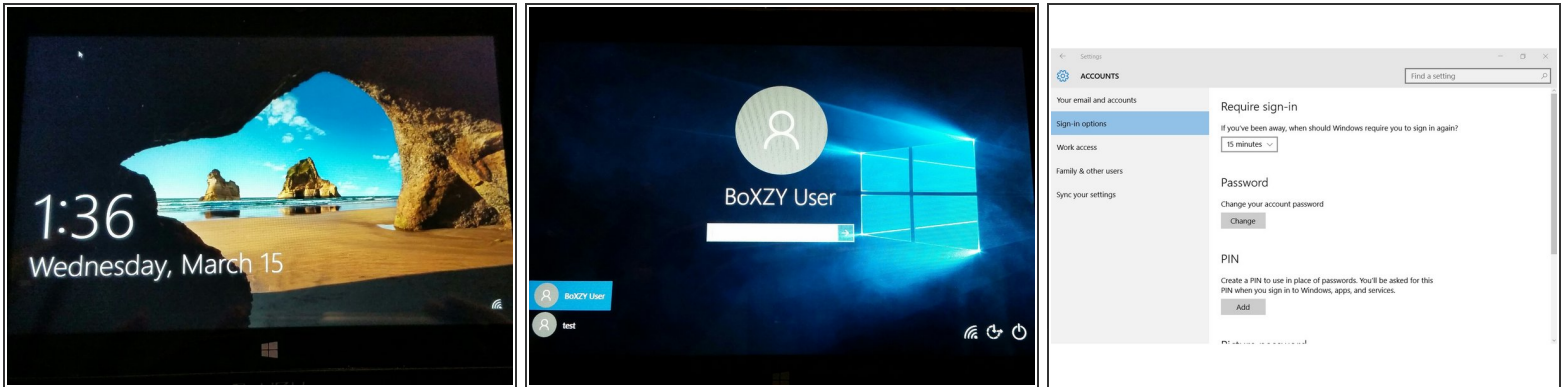 1:36
Wednesday, March 15
BoXZY User
BoXZY User
test
Settings
ACCOUNTS
Find a setting
Your email and accounts
Sign-in options
Work access
Family & other users
Sync your settings
Require sign-in
If you've been away, when should Windows require you to sign in again?
15 minutes
Password
Change your account password
Change
PIN
Create a PIN to use in place of passwords. You'll be asked for this
PIN when you sign in to Windows, apps, and services.
Add